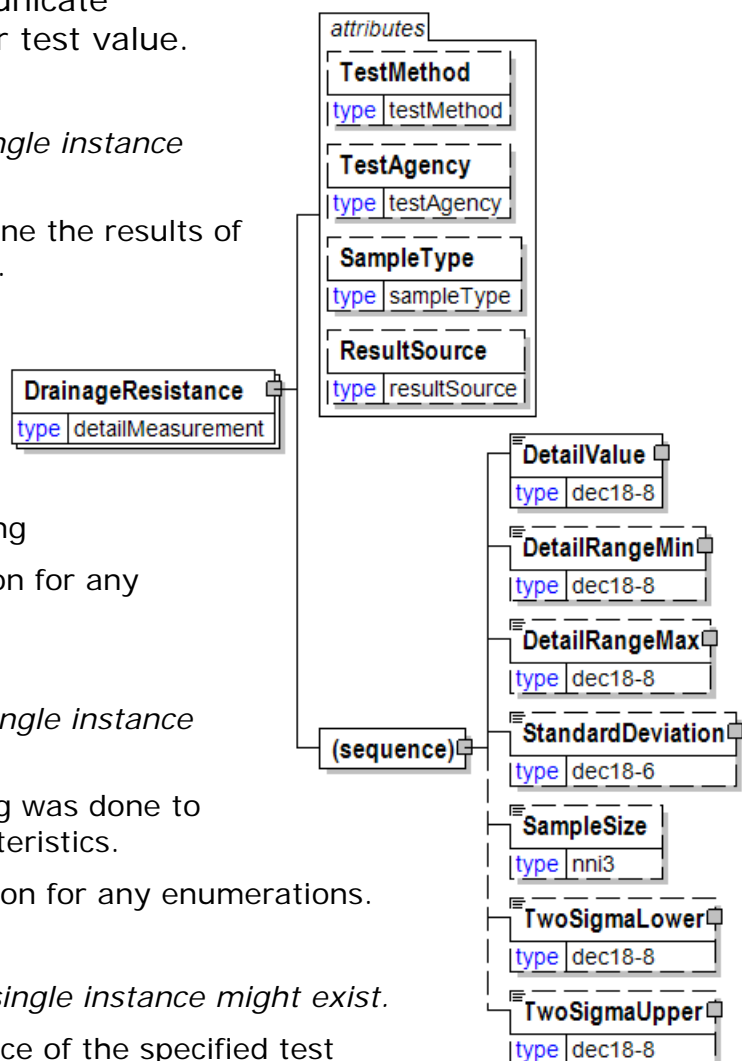 unicate
r test value.
ngle instance
ne the results of
.
ng
on for any
ngle instance
g was done to
teristics.
on for any enumerations.
single instance might exist.
ce of the specified test
DrainageResistance
type detailMeasurement
attributes
TestMethod
type testMethod
TestAgency
type testAgency
SampleType
type sampleType
ResultSource
type resultSource
(sequence)
DetailValue
type dec18-8
DetailRangeMin
type dec18-8
DetailRangeMax
type dec18-8
StandardDeviation
type dec18-6
SampleSize
type nni3
TwoSigmaLower
type dec18-8
TwoSigmaUpper
type dec18-8